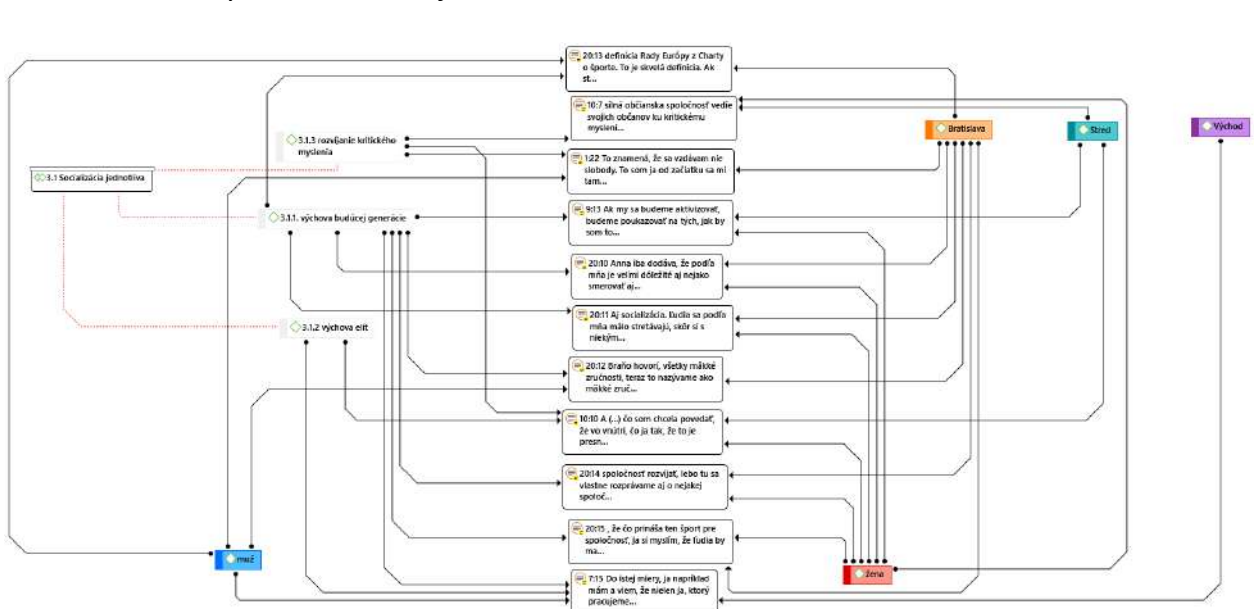 20:13 definícia Rady Európy z Charty
o športe. To je skvelá definícia. Ak
st...
10:7 silná občianska spoločnosť vedie
svojich občanov ku kritickému
mysleni...
Bratislava
Stred
Východ
3.1.3 rozvíjanie kritického
myslenia
1:22 To znamená, že sa vzdávam nie
slobody. To som ja od začiatku sa mi
tam...
3.1 Socializácia jednotliva
9:13 Ak my sa budeme aktivizovať,
budeme poukazovať na tých, jak by
som to...
3.1.1. výchova budúcej generácie
20:10 Anna iba dodáva, že podľa
mňa je veľmi dôležité aj nejako
smerovať aj...
20:11 Aj socializácia. Ľudia sa podľa
mňa málo stretávajú, skôr si s
niekým...
3.1.2 výchova elít
20:12 Braňo hovorí, všetky mäkké
zručnosti, teraz to nazývame ako
mäkké zruč...
10:10 A (...) čo som chcela povedať,
že vo vnútri, čo ja tak, že to je
presn...
20:14 spoločnosť rozvíjať, lebo tu sa
vlastne rozprávame aj o nejakej
spoloč...
20:15 , že čo prináša ten šport pre
spoločnosť, ja si myslím, že ľudia by
ma...
muž
žena
7:15 Do istej miery, ja napríklad
mám a viem, že nielen ja, ktorý
pracujeme...